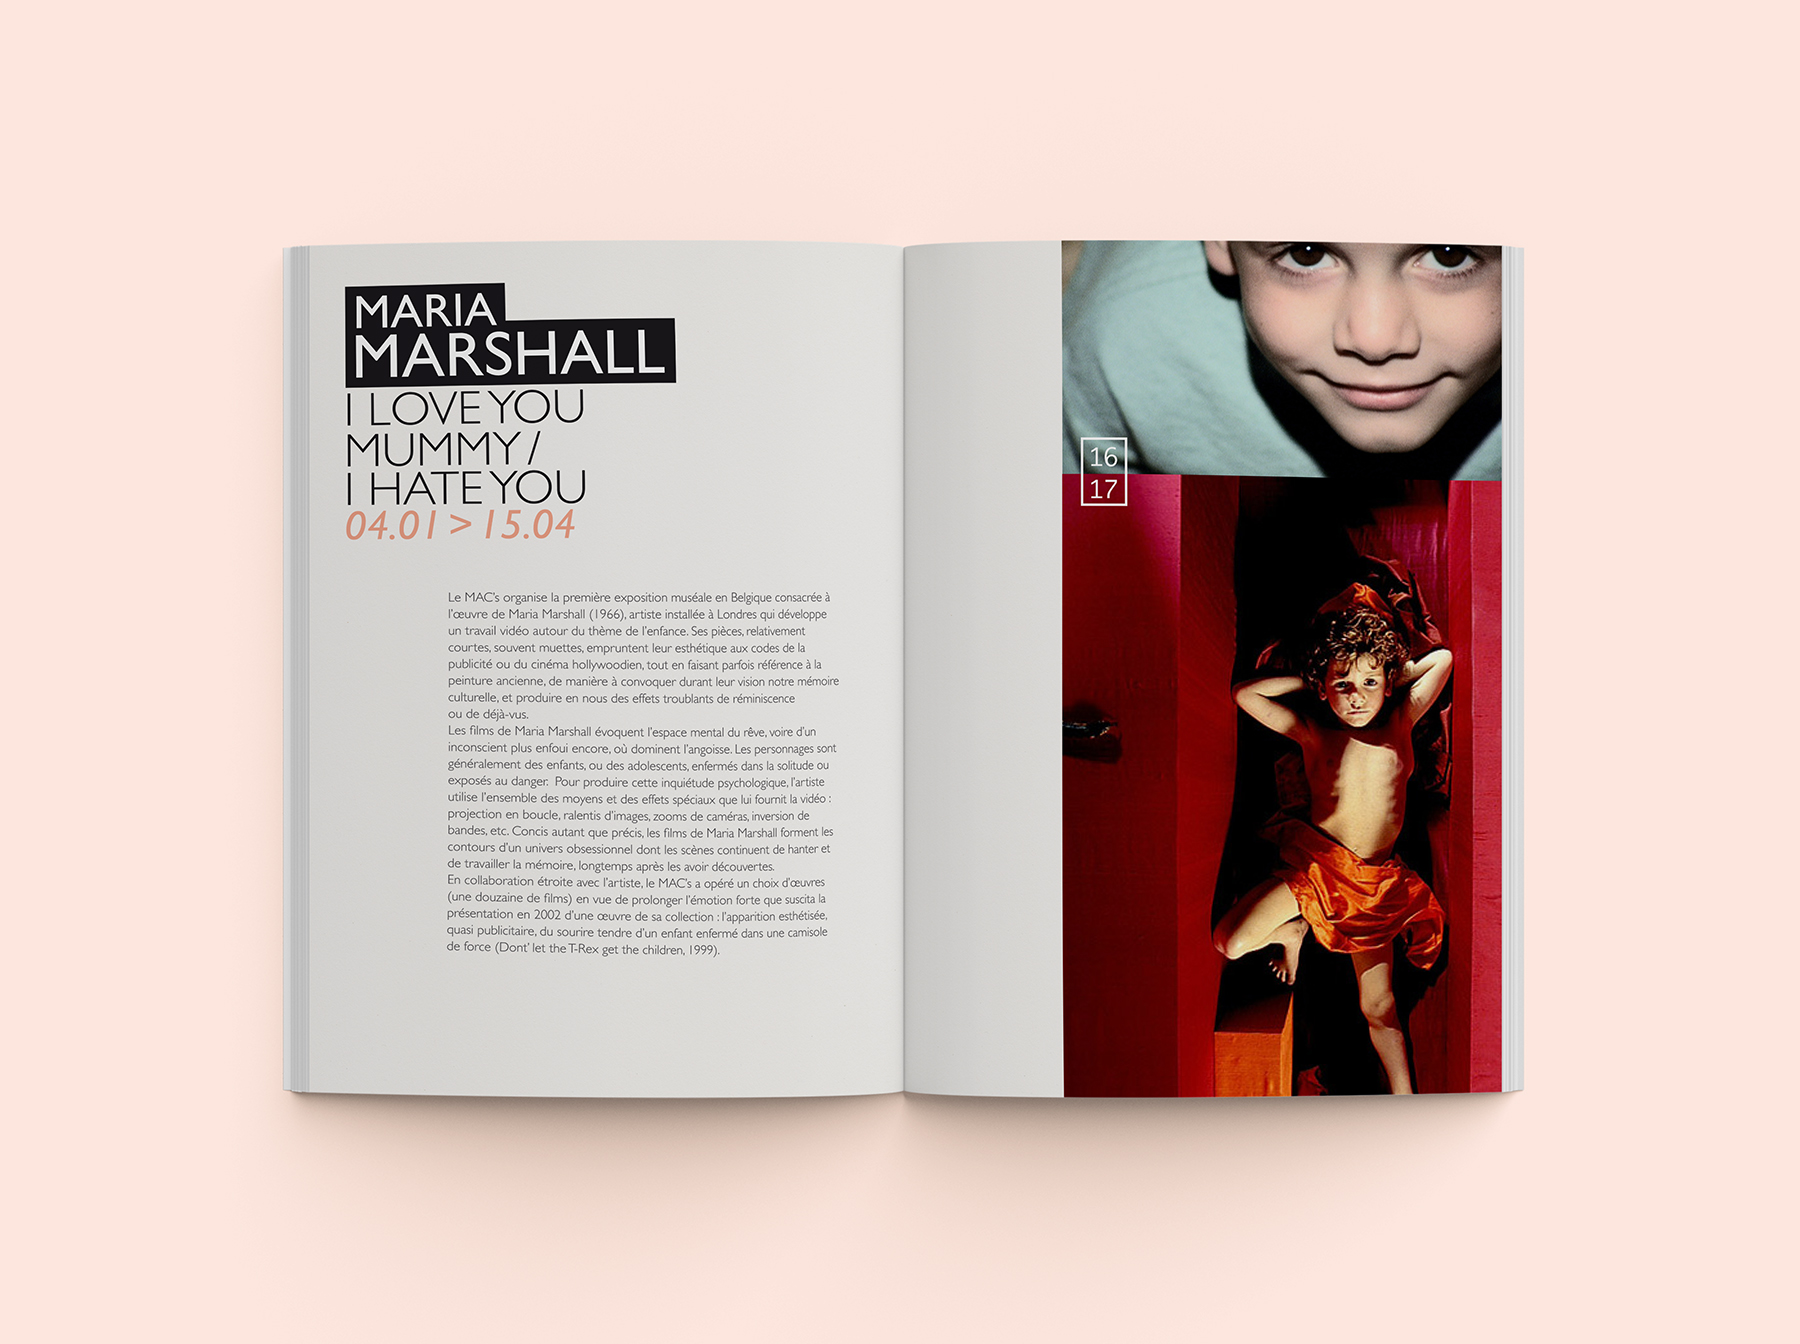 MARIA
MARSHALL
I LOVE YOU
MUMMY /
I HATE YOU
04.01 > 15.04
Le MAC's organise la première exposition muséale en Belgique consacrée à
l'œuvre de Maria Marshall (1966), artiste installée à Londres qui développe
un travail vidéo autour du thème de l'enfance. Ses pièces, relativement
courtes, souvent muettes, empruntent leur esthétique aux codes de la
publicité ou du cinéma hollywoodien, tout en faisant parfois référence à la
peinture ancienne, de manière à convoquer durant leur vision notre mémoire
culturelle, et produire en nous des effets troublants de réminiscence
ou de déjà-vus.
Les films de Maria Marshall évoquent l'espace mental du rêve, voire d'un
inconscient plus enfoui encore, où dominent l'angoisse. Les personnages sont
généralement des enfants, ou des adolescents, enfermés dans la solitude ou
exposés au danger. Pour produire cette inquiétude psychologique, l'artiste
utilise l'ensemble des moyens et des effets spéciaux que lui fournit la vidéo :
projection en boucle, ralentis d'images, zooms de caméras, inversion de
bandes, etc. Concis autant que précis, les films de Maria Marshall forment les
contours d'un univers obsessionnel dont les scènes continuent de hanter et
de travailler la mémoire, longtemps après les avoir découvertes.
En collaboration étroite avec l'artiste, le MAC's a opéré un choix d'œuvres
(une douzaine de films) en vue de prolonger l'émotion forte que suscita la
présentation en 2002 d'une œuvre de sa collection : l'apparition esthétisée,
quasi publicitaire, du sourire tendre d'un enfant enfermé dans une camisole
de force (Dont' let the T-Rex get the children, 1999).
16
17